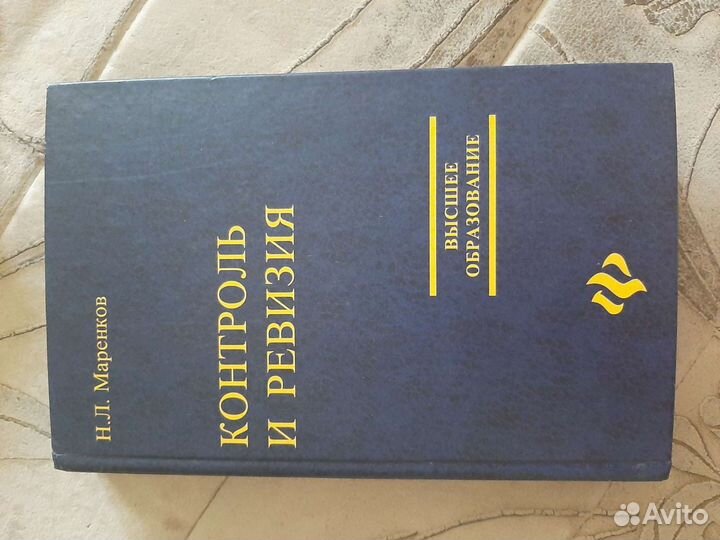 Н.Л. Маренков
КОНТРОЛЬ
И РЕВИЗИЯ
ВЫСШЕЕ
ОБРАЗОВАНИЕ
Avito